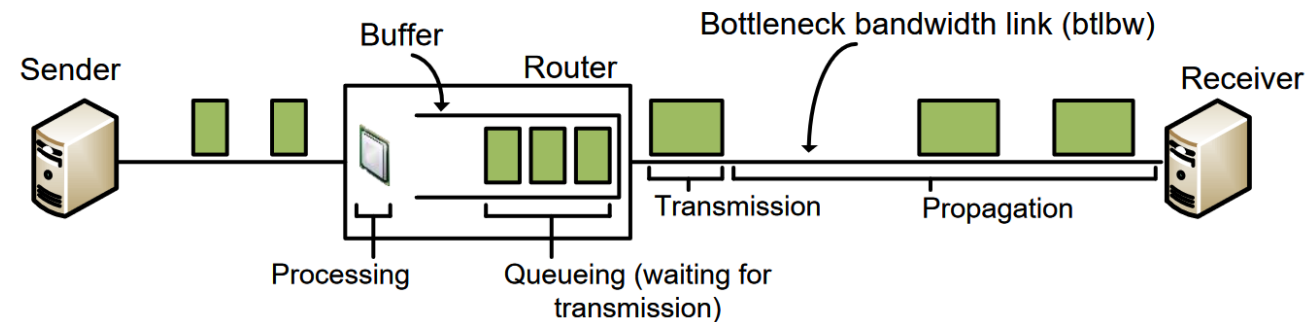 Sender
Buffer
Router
Bottleneck bandwidth link (btlbw)
Receiver
Transmission
Propagation
Processing
Queueing (waiting for
transmission)